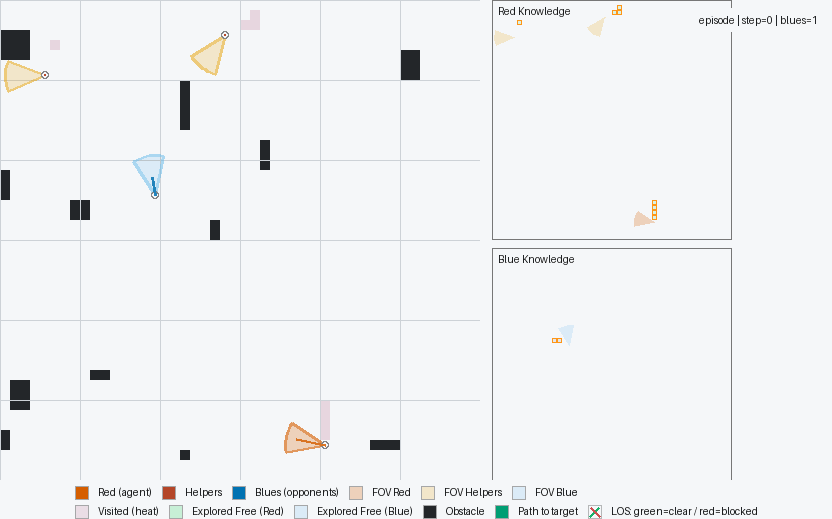 Red Knowledge
episode | step=0 | blues=1
Blue Knowledge
Red (agent) Helpers Blues (opponents) FOV Red FOV Helpers FOV Blue
Visited (heat) Explored Free (Red) Explored Free (Blue) Obstacle Path to target LOS: green=clear / red=blocked